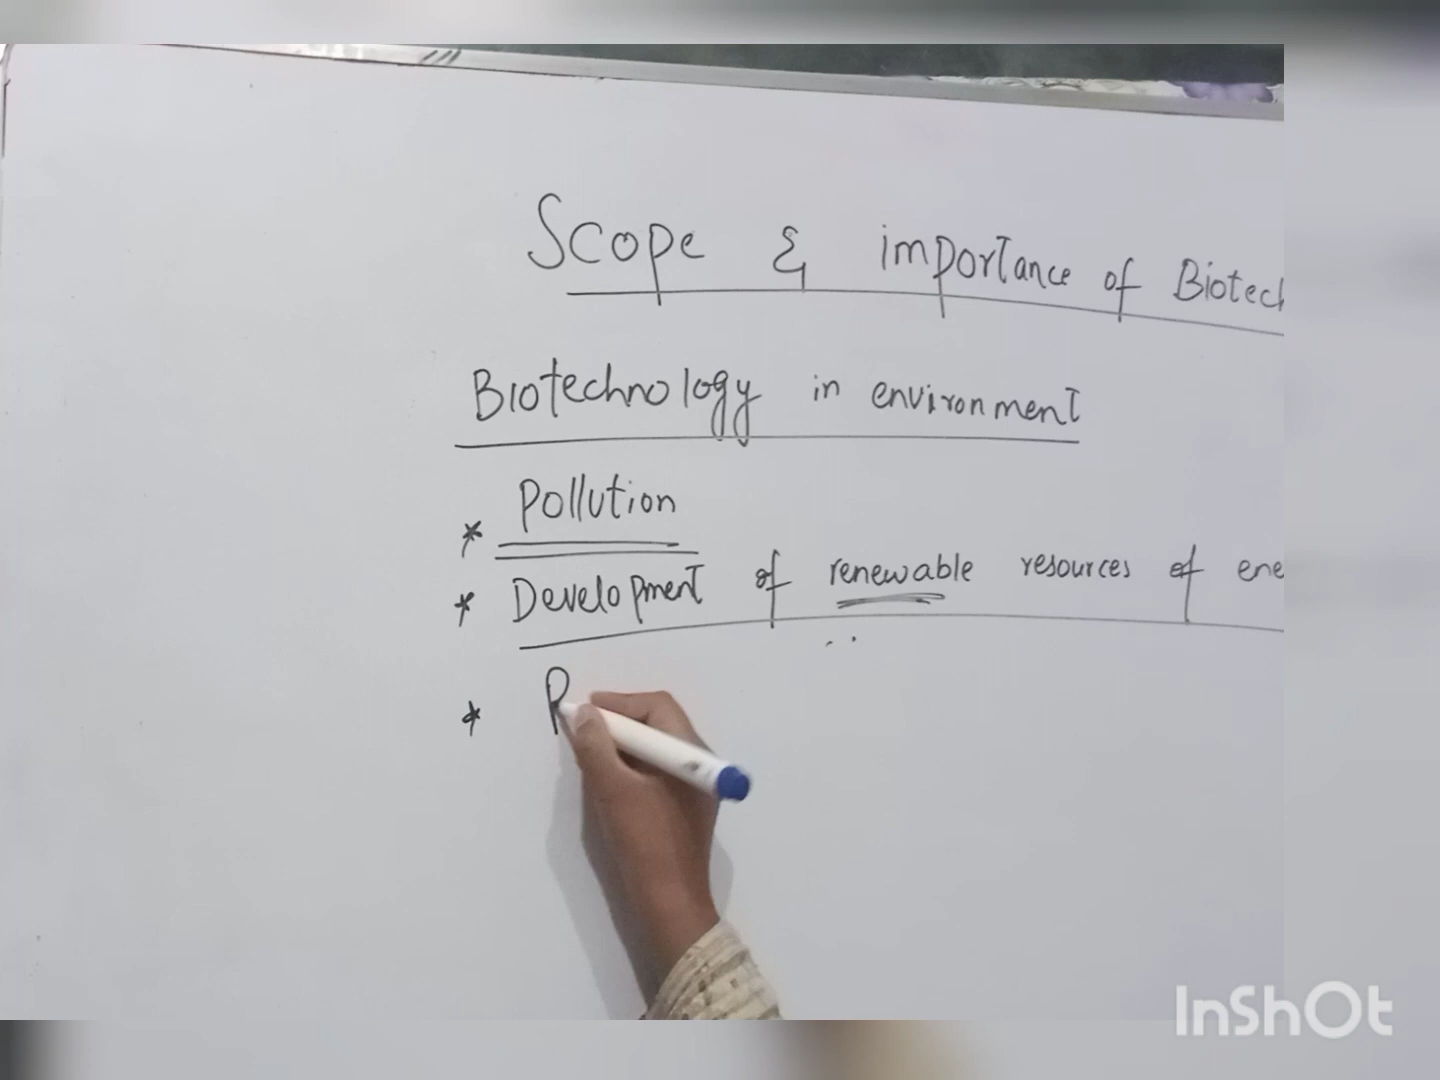 Scope & importance of Biotech
Biotechnology in environment
* Pollution
* Development of renewable resources of ene
* P
InShOt